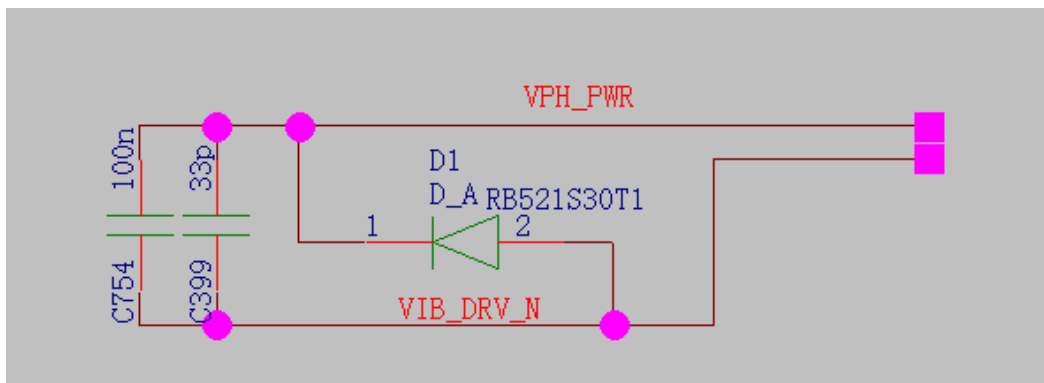 VPH_PWR
100n
33p
D1
D_A RB521S30T1
1
2
C754
C399
VIB_DRV_N